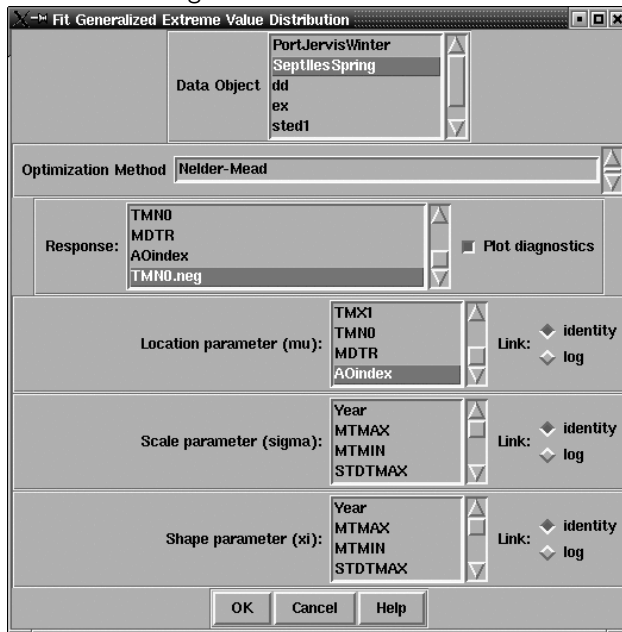 Fit Generalized Extreme Value Distribution
PortJervisWinter
SeptIlesSpring
Data Object
dd
ex
sted1
Optimization Method
Nelder-Mead
TMN0
MDTR
Response:
AOindex
Plot diagnostics
TMN0.neg
TMX1
TMN0
Location parameter (mu):
MDTR
AOindex
Link:
identity
log
Year
MTMAX
Scale parameter (sigma):
MTMIN
STDTMAX
Link:
identity
log
Year
MTMAX
Shape parameter (xi):
MTMIN
STDTMAX
Link:
identity
log
OK
Cancel
Help